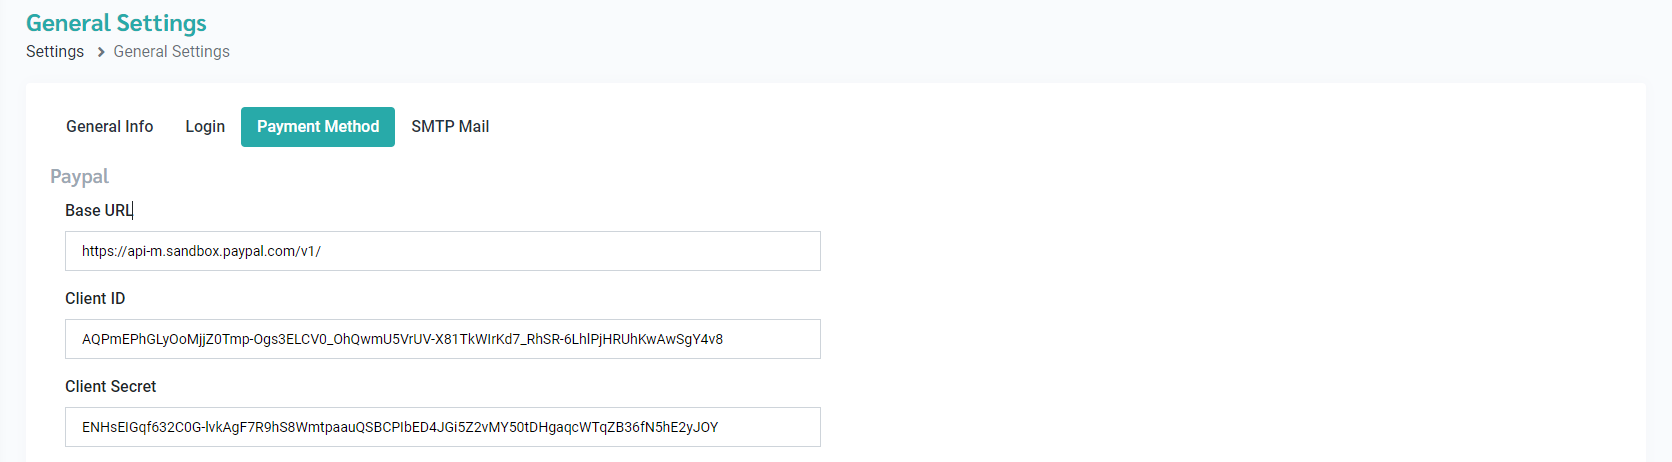 General Settings
Settings > General Settings
General Info Login Payment Method SMTP Mail
Paypal
Base URL
https://api-m.sandbox.paypal.com/v1/
Client ID
AQPmEPhGLyOoMjjZ0Tmp-Ogs3ELCV0_OhQwmU5VrUV-X81TkWIrKd7_RhSR-6LhlPjHRUhKwAwSgY4v8
Client Secret
ENHsEIGqf632C0G-lvkAgF7R9hS8WmtpaauQSBCPIbED4JGi5Z2vMY50tDHgaqcWTqZB36fN5hE2yJOY